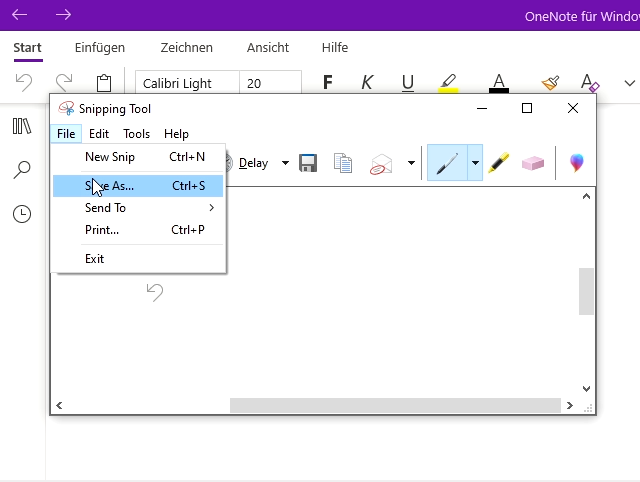 OneNote für Windo
Start Einfügen Zeichnen Ansicht Hilfe
Calibri Light 20 F K U A A
Snipping Tool
File Edit Tools Help
New Snip Ctrl+N Delay
Save As... Ctrl+S
Send To
Print... Ctrl+P
Exit